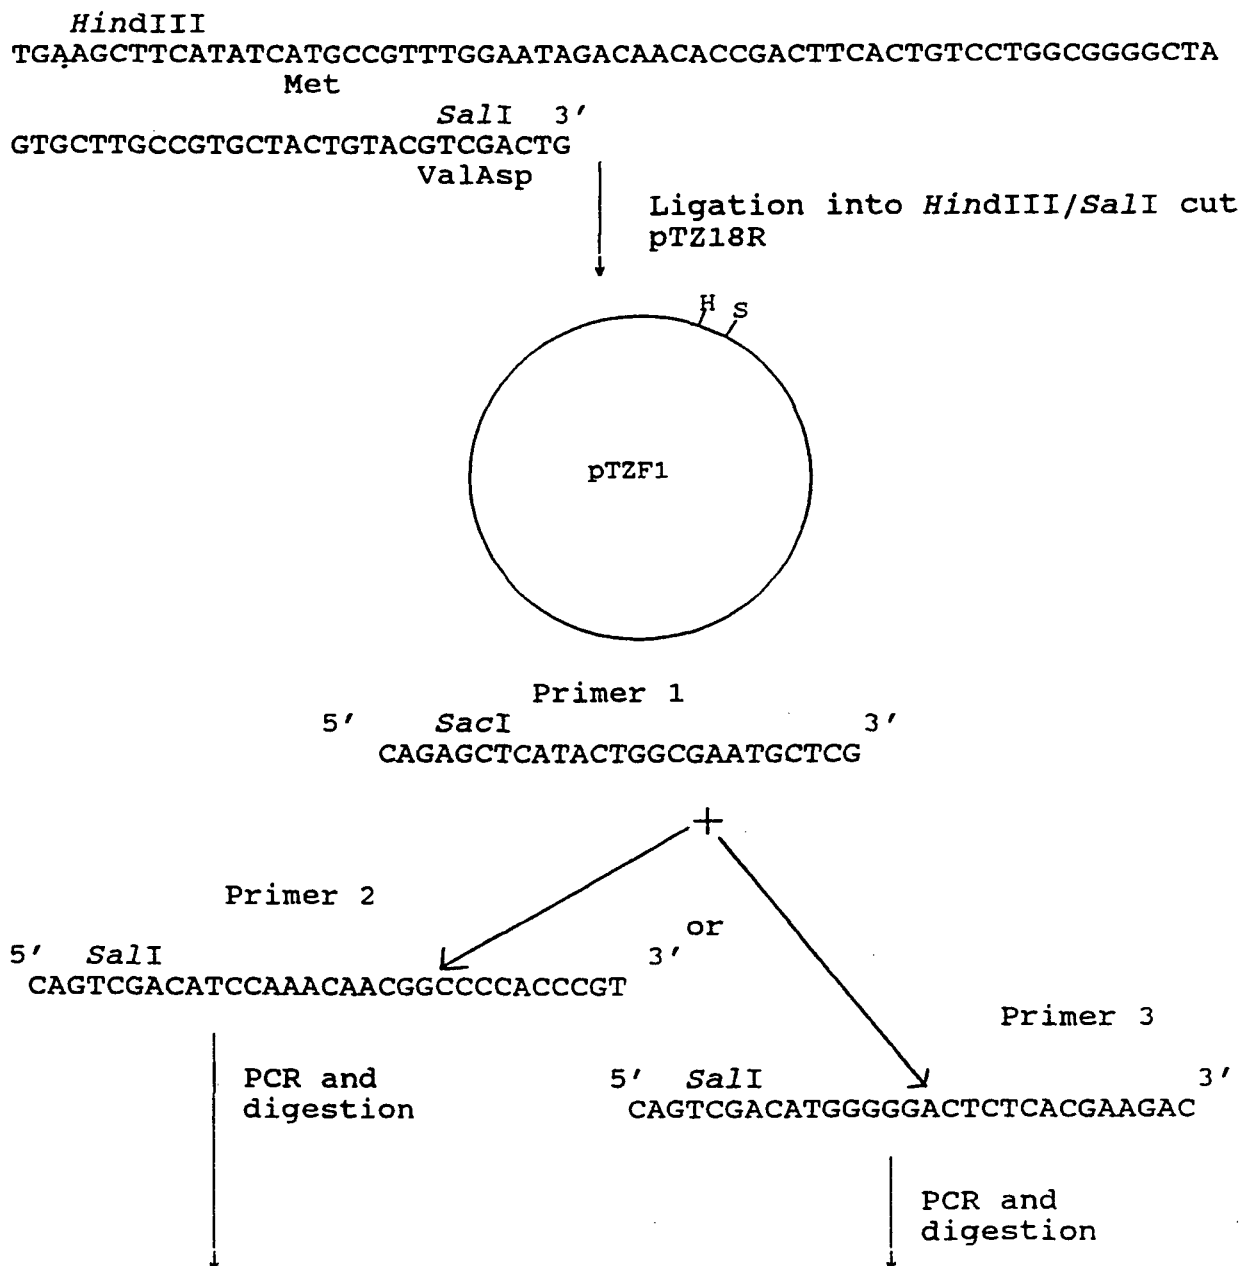 HindIII
TGAAGCTTCATATCATGCCGTTTGGAATAGACAACACCGACTTCACTGTCCTGGCGGGGCTA
Met
SalI 3′
GTGCTTGCCGTGCTACTGTACGTCGACTG
ValAsp
Ligation into HindIII/SalI cut
pTZ18R
H S
pTZF1
Primer 1
5′ SacI 3′
CAGAGCTCATACTGGCGAATGCTCG
+
Primer 2
or
5′ SalI 3′
CAGTCGACATCCAAACAACGGCCCCACCCGT
Primer 3
PCR and
digestion
5′ SalI 3′
CAGTCGACATGGGGGACTCTCACGAAGAC
PCR and
digestion